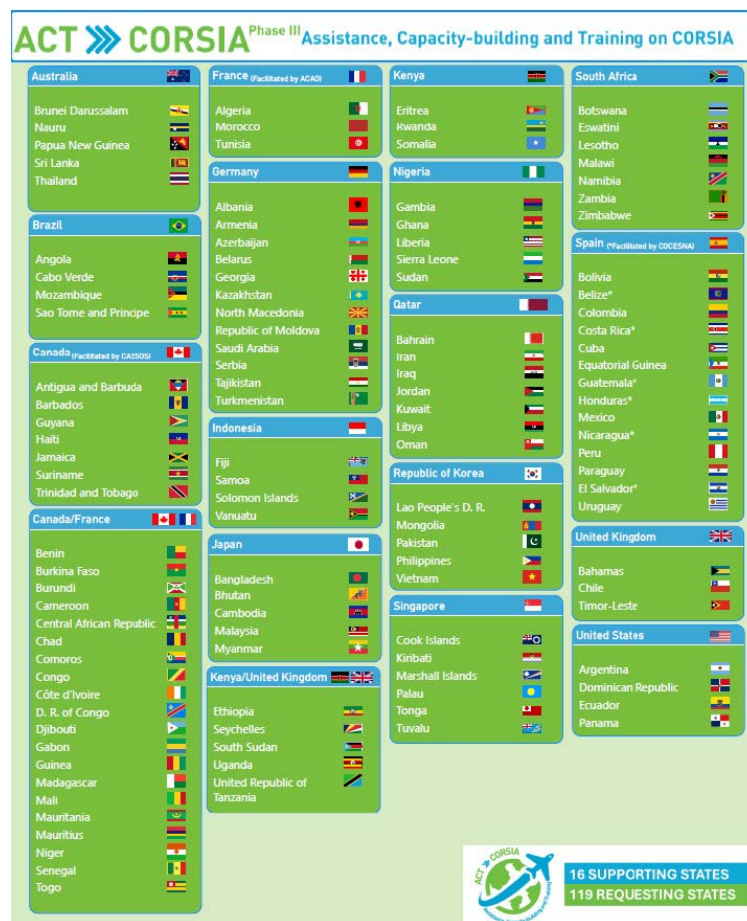 ACT CORSIA Phase III Assistance, Capacity-building and Training on CORSIA
Australia
Brunei Darussalam
Nauru
Papua New Guinea
Sri Lanka
Thailand
Brazil
Angola
Cabo Verde
Mozambique
Sao Tome and Principe
Canada (Facilitated by CASSOS)
Antigua and Barbuda
Barbados
Guyana
Haiti
Jamaica
Suriname
Trinidad and Tobago
Canada/France
Benin
Burkina Faso
Burundi
Cameroon
Central African Republic
Chad
Comoros
Congo
Côte d'Ivoire
D. R. of Congo
Djibouti
Gabon
Guinea
Madagascar
Mali
Mauritania
Mauritius
Niger
Senegal
Togo
France (Facilitated by ACAO)
Algeria
Morocco
Tunisia
Germany
Albania
Armenia
Azerbaijan
Belarus
Georgia
Kazakhstan
North Macedonia
Republic of Moldova
Saudi Arabia
Serbia
Tajikistan
Turkmenistan
Indonesia
Fiji
Samoa
Solomon Islands
Vanuatu
Japan
Bangladesh
Bhutan
Cambodia
Malaysia
Myanmar
Kenya/United Kingdom
Ethiopia
Seychelles
South Sudan
Uganda
United Republic of
Tanzania
Kenya
Eritrea
Rwanda
Somalia
Nigeria
Gambia
Ghana
Liberia
Sierra Leone
Sudan
Qatar
Bahrain
Iran
Iraq
Jordan
Kuwait
Libya
Oman
Republic of Korea
Lao People's D. R.
Mongolia
Pakistan
Philippines
Vietnam
Singapore
Cook Islands
Kiribati
Marshall Islands
Palau
Tonga
Tuvalu
South Africa
Botswana
Eswatini
Lesotho
Malawi
Namibia
Zambia
Zimbabwe
Spain (*Facilitated by COCESNA)
Bolivia
Belize*
Colombia
Costa Rica*
Cuba
Equatorial Guinea
Guatemala*
Honduras*
Mexico
Nicaragua*
Peru
Paraguay
El Salvador*
Uruguay
United Kingdom
Bahamas
Chile
Timor-Leste
United States
Argentina
Dominican Republic
Ecuador
Panama
ACT CORSIA
Assistance, Capacity-building and Training
16 SUPPORTING STATES
119 REQUESTING STATES